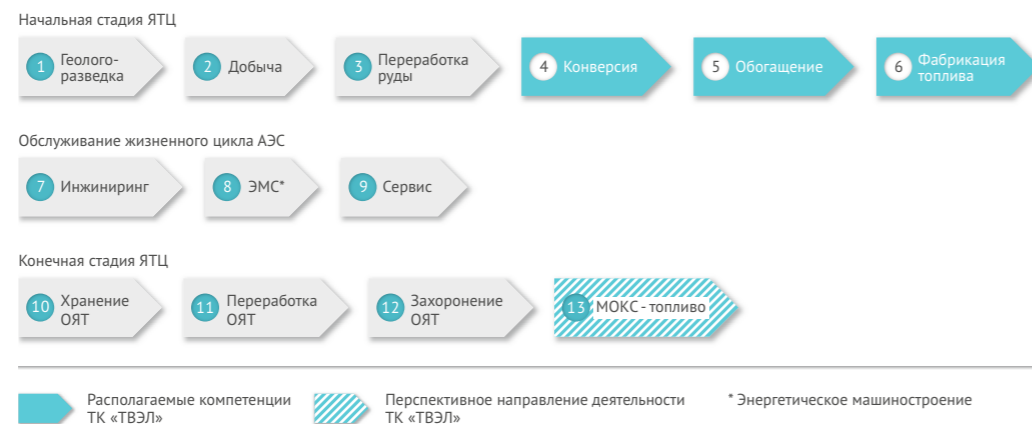 Начальная стадия ЯТЦ
1 Геолого-
разведка
2 Добыча
3 Переработка
руды
4 Конверсия
5 Обогащение
6 Фабрикация
топлива
Обслуживание жизненного цикла АЭС
7 Инжиниринг
8 ЭМС*
9 Сервис
Конечная стадия ЯТЦ
10 Хранение
ОЯТ
11 Переработка
ОЯТ
12 Захоронение
ОЯТ
13 МОКС - топливо
Располагаемые компетенции
ТК «ТВЭЛ»
Перспективное направление деятельности
ТК «ТВЭЛ»
* Энергетическое машиностроение